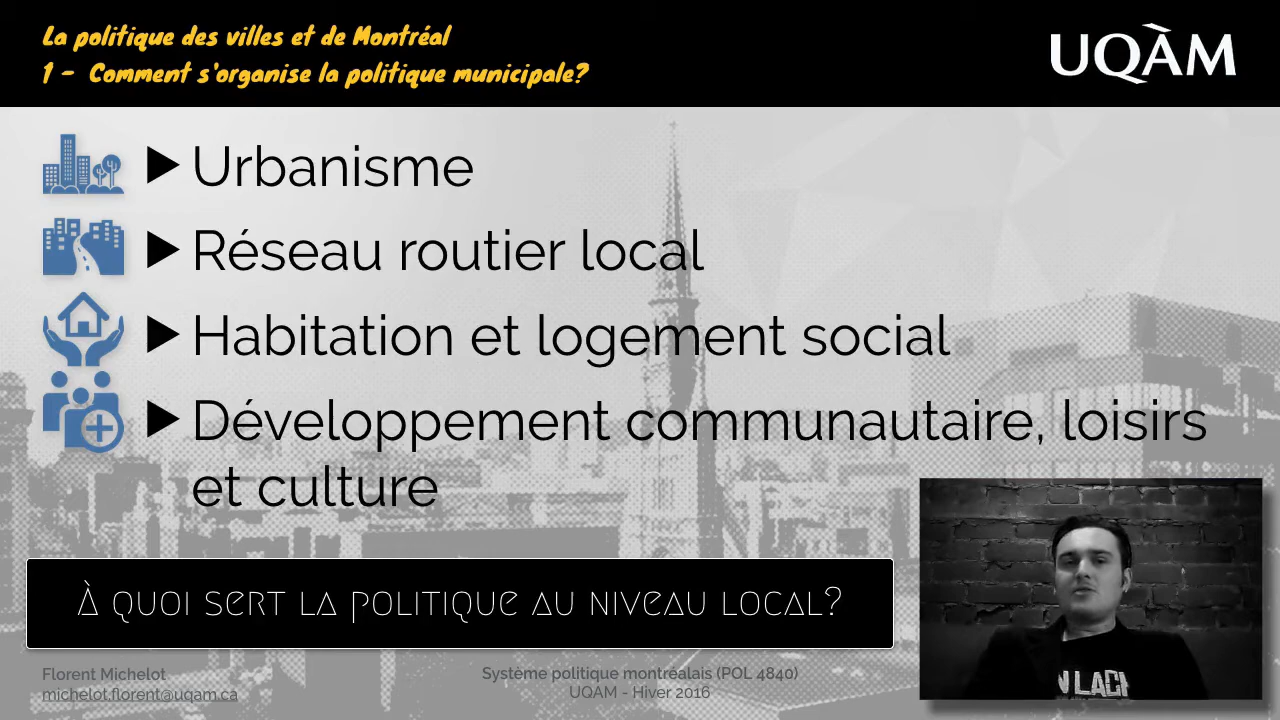 La politique des villes et de Montréal
1 - Comment s'organise la politique municipale?
UQÀM
Urbanisme
Réseau routier local
Habitation et logement social
Développement communautaire, loisirs
et culture
À QUOI SERT LA POLITIQUE AU NIVEAU LOCAL?
Florent Michelot
michelot.florent@uqam.ca
Système politique montréalais (POL 4840)
UQAM - Hiver 2016